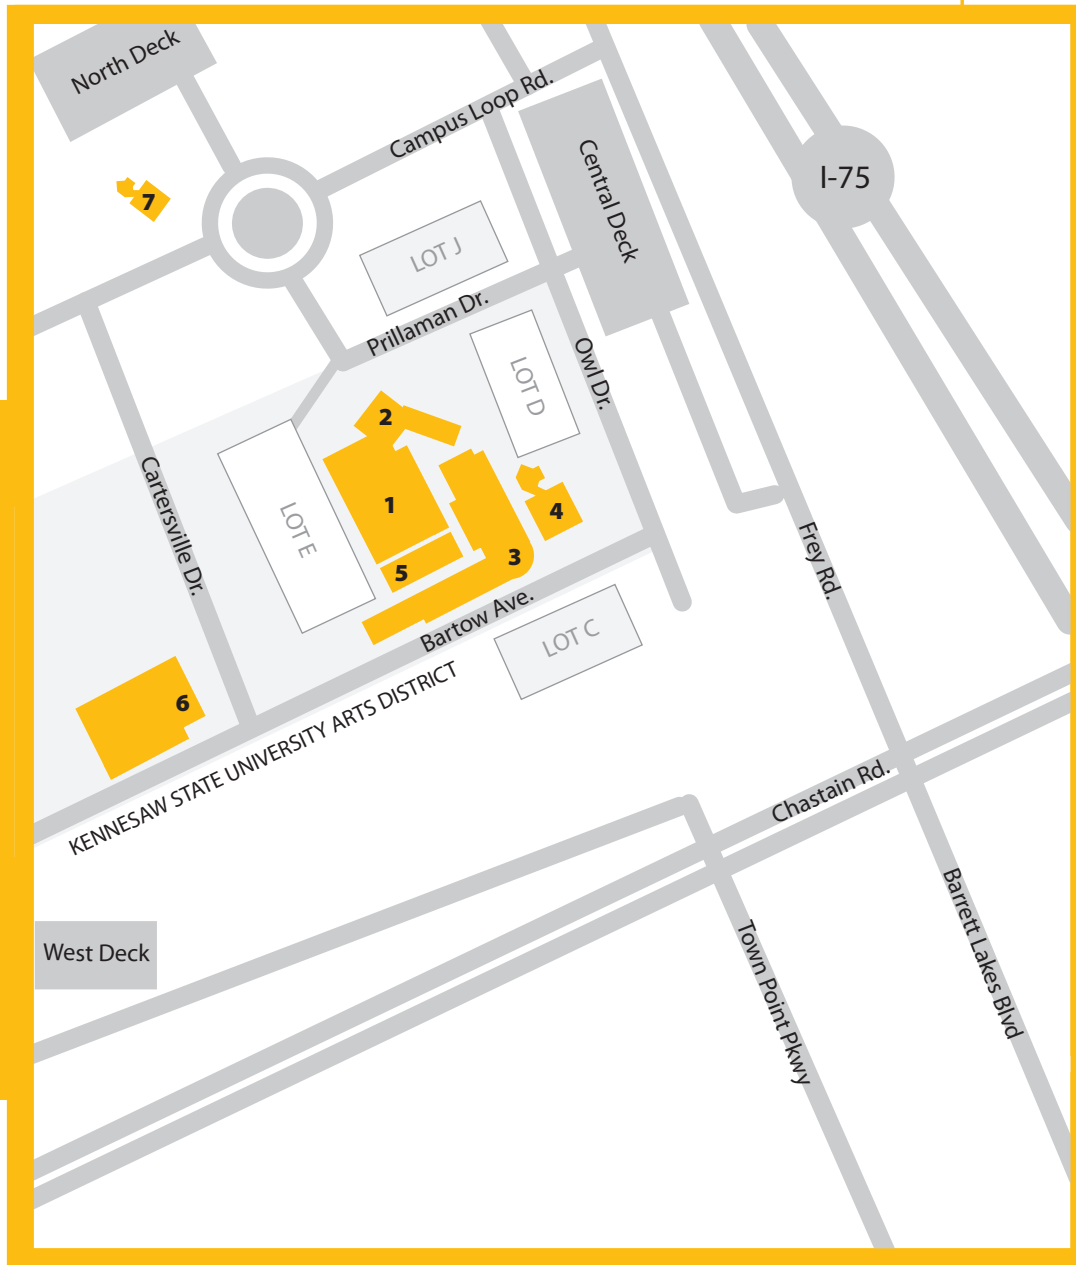 North Deck
Campus Loop Rd.
Central Deck
I-75
7
LOT J
Prillaman Dr.
Owl Dr.
LOT D
2
Cartersville Dr.
LOT E
1
4
3
5
Frey Rd.
Bartow Ave.
LOT C
6
KENNESAW STATE UNIVERSITY ARTS DISTRICT
Chastain Rd.
West Deck
Town Point Pkwy
Barrett Lakes Blvd